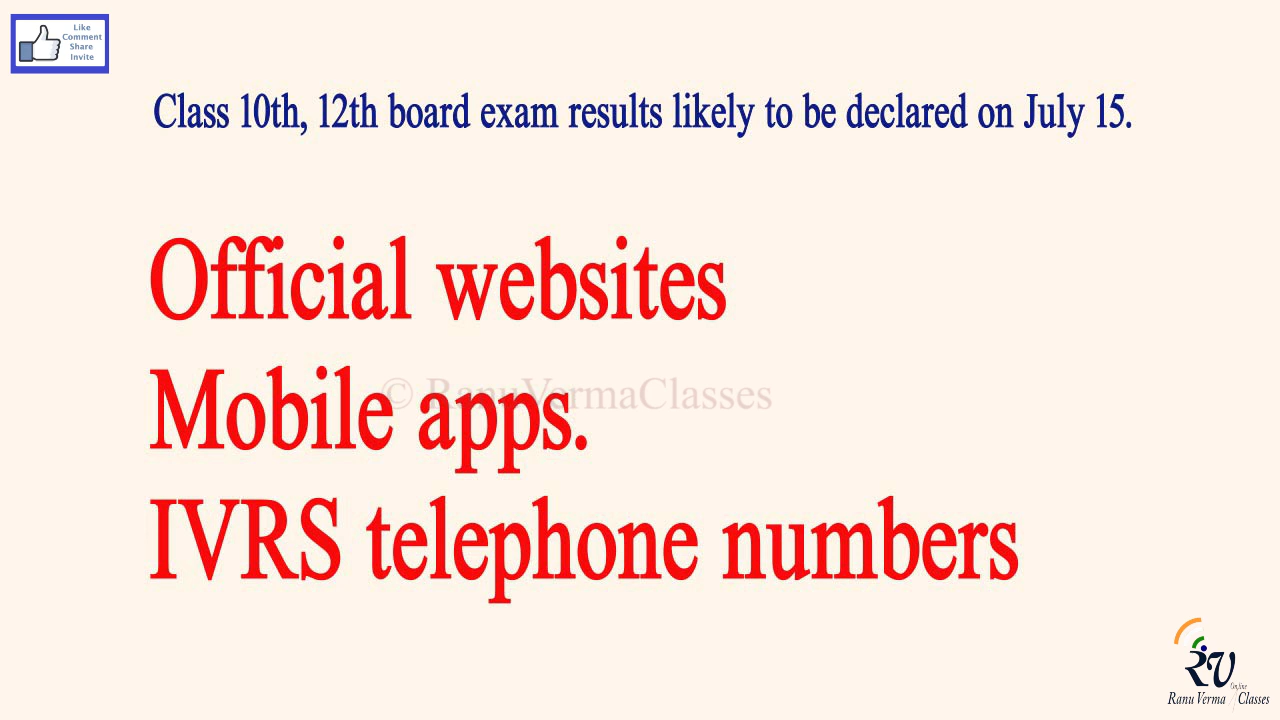 Like
Comment
Share
Invite
Class 10th, 12th board exam results likely to be declared on July 15.
Official websites
© RanuVermaClasses
Mobile apps.
IVRS telephone numbers
RV
Online
Ranu Verma Classes